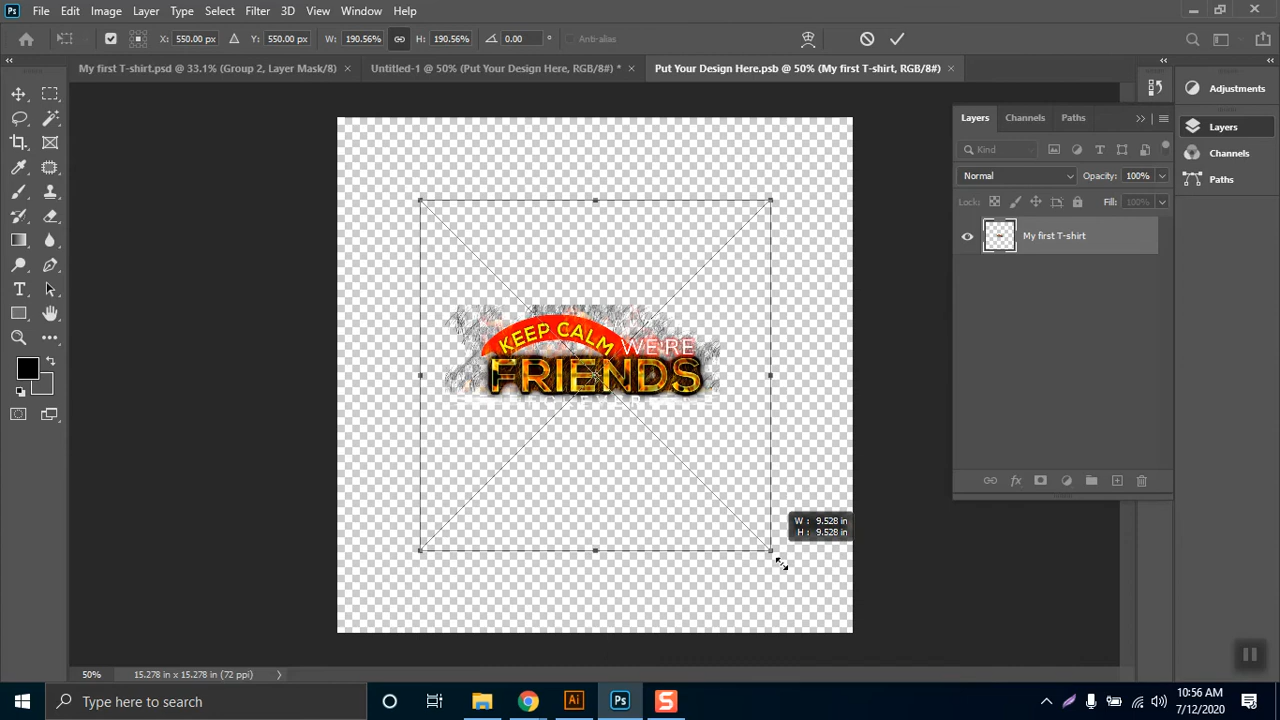 Ps File Edit Image Layer Type Select Filter 3D View Window Help
X: 550.00 px Y: 550.00 px W: 190.56% H: 190.56% 0.00 ° Anti-alias
My first T-shirt.psd @ 33.1% (Group 2, Layer Mask/8) × Untitled-1 @ 50% (Put Your Design Here, RGB/8#) * × Put Your Design Here.psb @ 50% (My first T-shirt, RGB/8#) ×
Layers Channels Paths
Adjustments
Kind
Layers
Normal Opacity: 100%
Channels
Lock: Fill: 100%
Paths
My first T-shirt
KEEP CALM
WE'RE
FRIENDS
FOREVER
W : 9.528 in
H : 9.528 in
50% 15.278 in x 15.278 in (72 ppi)
Type here to search
Ai
Ps
S
10:56 AM
7/12/2020